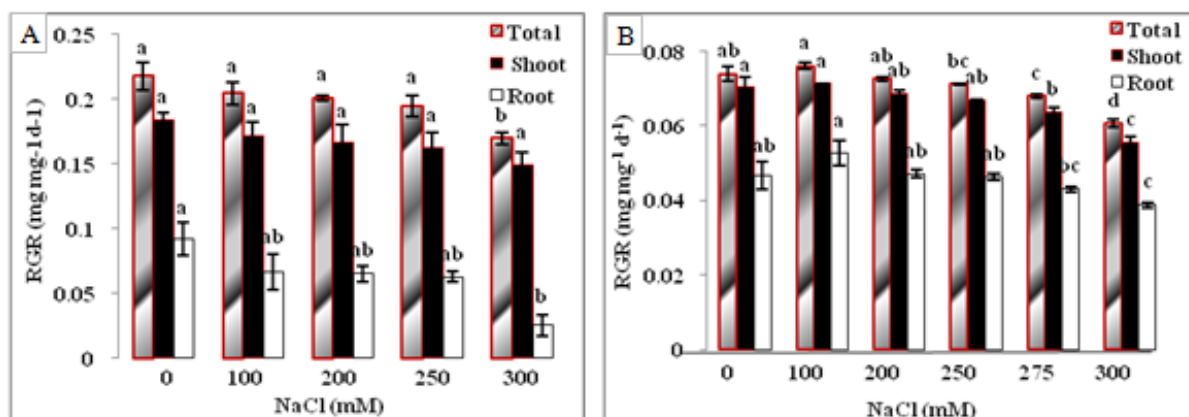 A
RGR (mg mg-1d-1)
0.25
0.2
0.15
0.1
0.05
0
Total
Shoot
Root
a a a
a a ab
a a ab
a a ab
b a b
0 100 200 250 300
NaCl (mM)
B
RGR (mg mg-1 d-1)
0.08
0.06
0.04
0.02
0
Total
Shoot
Root
ab a ab
a a a
ab ab ab
bc ab ab
c b bc
d c c
0 100 200 250 275 300
NaCl (mM)